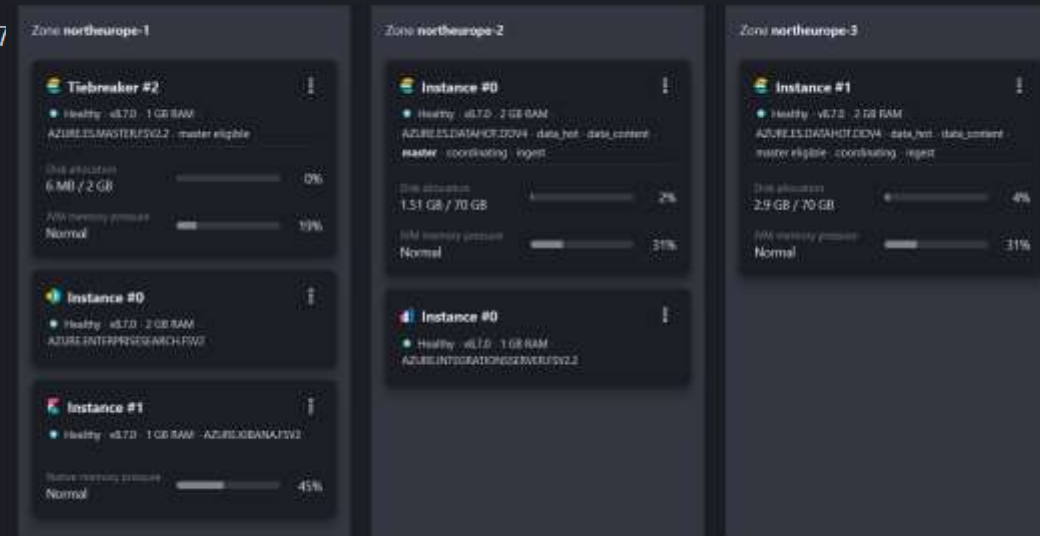 7
Zone northeurope-1
Tiebreaker #2
Healthy · v8.7.0 · 1 GB RAM
AZURE.ES.MASTER.FSV2.2 · master eligible
Disk allocation
6 MB / 2 GB
0%
JVM memory pressure
Normal
19%
Instance #0
Healthy · v8.7.0 · 2 GB RAM
AZURE.ENTERPRISESEARCH.FSV2
Instance #1
Healthy · v8.7.0 · 1 GB RAM · AZURE.KIBANA.FSV2
Native memory pressure
Normal
45%
Zone northeurope-2
Instance #0
Healthy · v8.7.0 · 2 GB RAM
AZURE.ES.DATAHOT.DDV4 · data_hot · data_content
master · coordinating · ingest
Disk allocation
1.51 GB / 70 GB
2%
JVM memory pressure
Normal
31%
Instance #0
Healthy · v8.7.0 · 1 GB RAM
AZURE.INTEGRATIONSSERVER.FSV2.2
Zone northeurope-3
Instance #1
Healthy · v8.7.0 · 2 GB RAM
AZURE.ES.DATAHOT.DDV4 · data_hot · data_content
master eligible · coordinating · ingest
Disk allocation
2.9 GB / 70 GB
4%
JVM memory pressure
Normal
31%